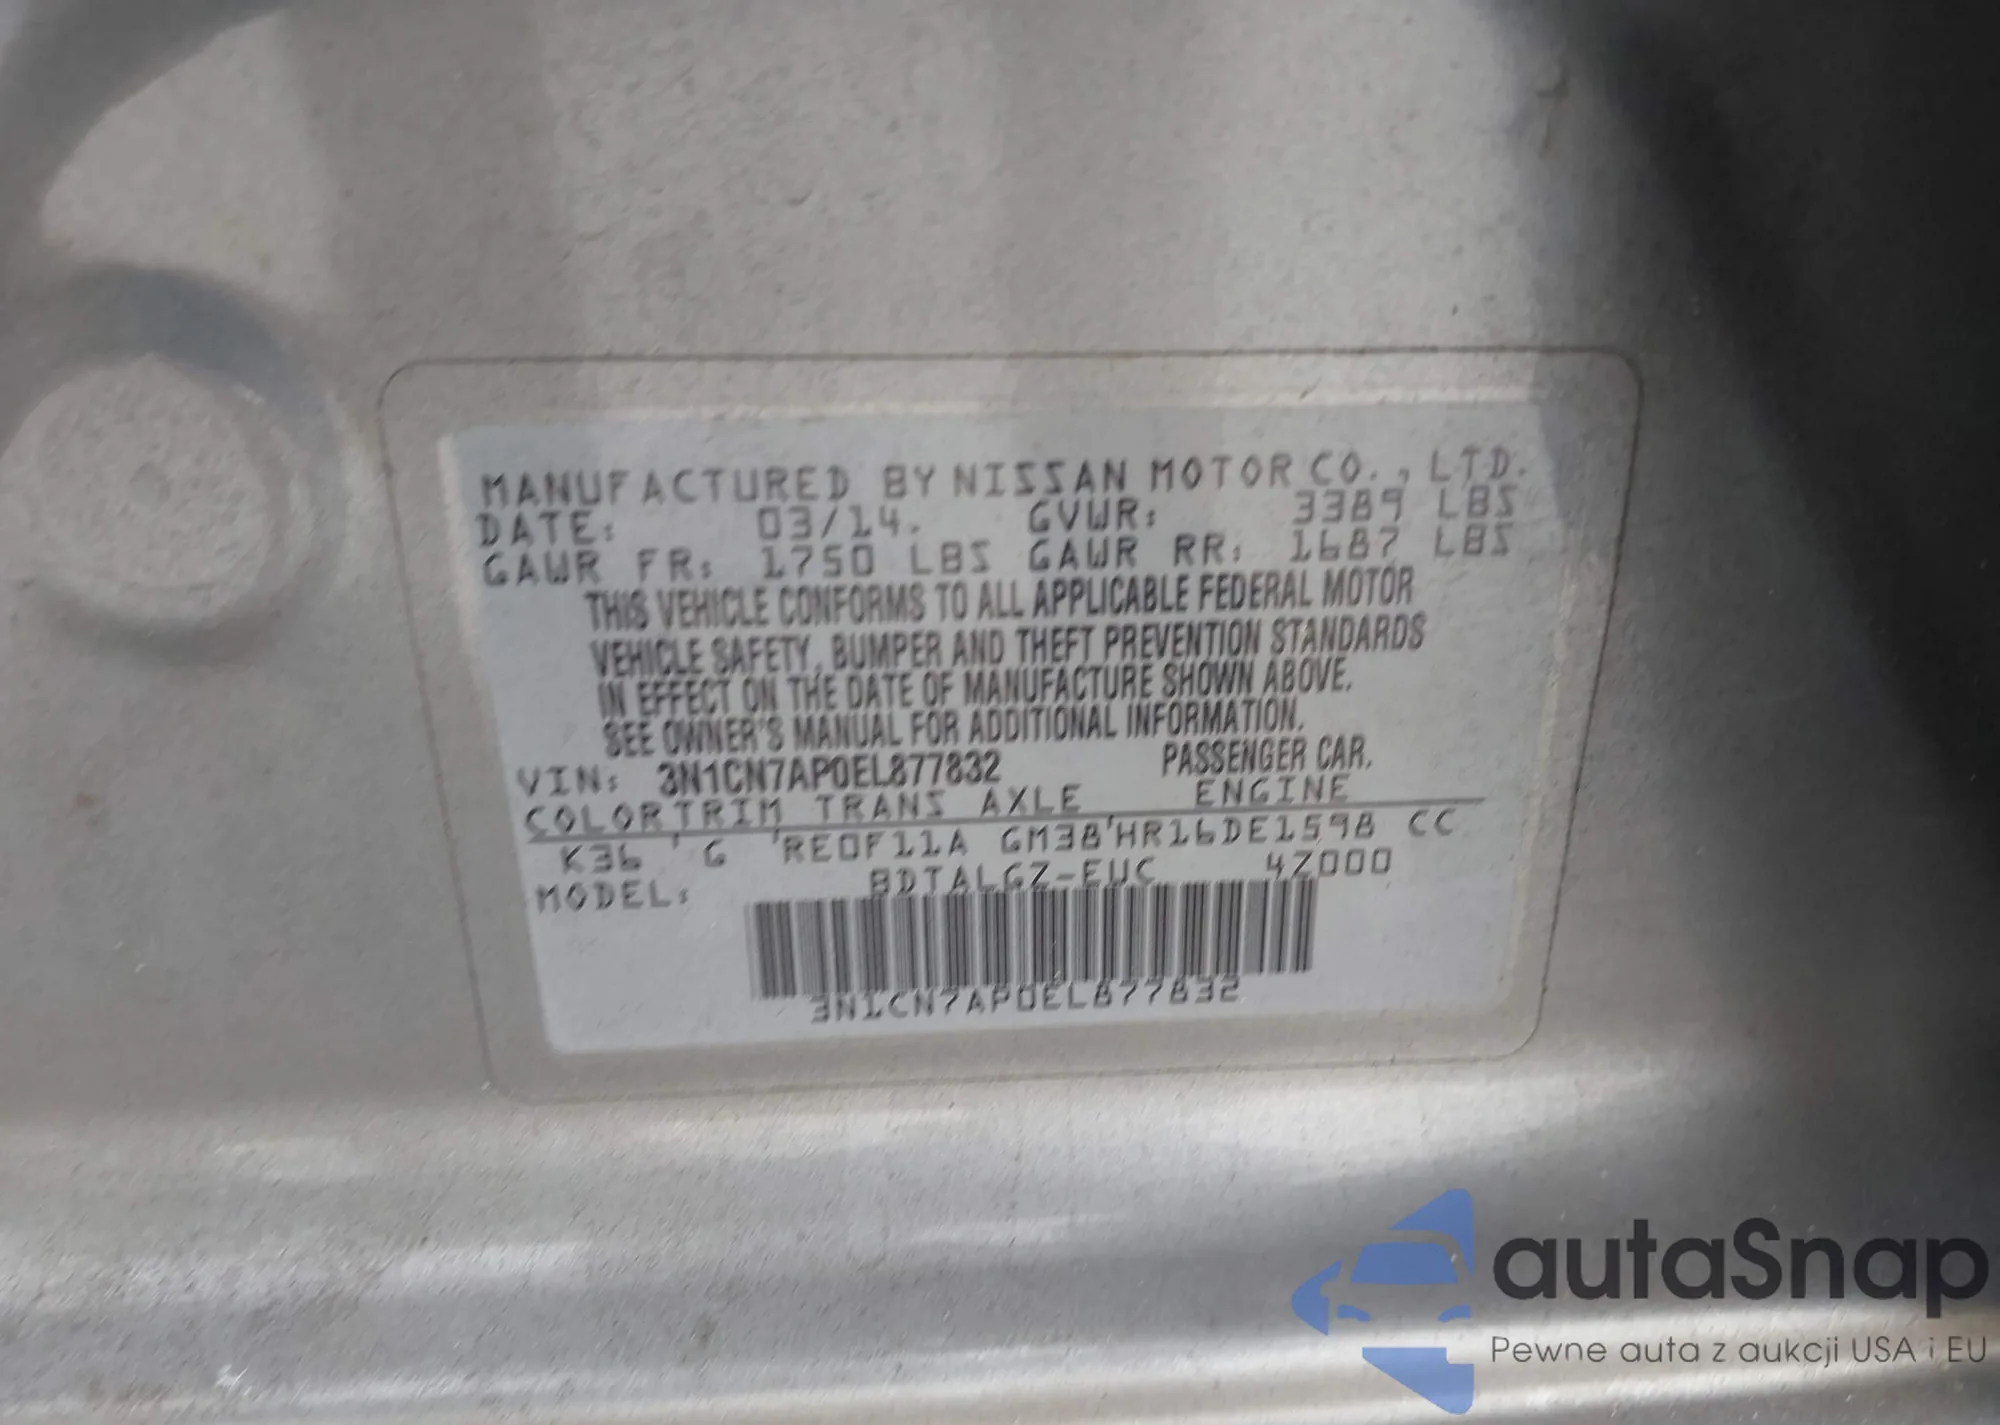 MANUFACTURED BY NISSAN MOTOR CO., LTD.
DATE: 03/14. GVWR: 3389 LBS
GAWR FR: 1750 LBS GAWR RR: 1687 LBS
THIS VEHICLE CONFORMS TO ALL APPLICABLE FEDERAL MOTOR
VEHICLE SAFETY, BUMPER AND THEFT PREVENTION STANDARDS
IN EFFECT ON THE DATE OF MANUFACTURE SHOWN ABOVE.
SEE OWNER'S MANUAL FOR ADDITIONAL INFORMATION.
VIN: 3N1CN7AP0EL877832 PASSENGER CAR.
COLOR TRIM TRANS AXLE ENGINE
K36 ' G 'RE0F11A GM38'HR16DE1598 CC
MODEL: BDTALGZ-EUC 4Z000
3N1CN7AP0EL877832
autaSnap
Pewne auta z aukcji USA i EU